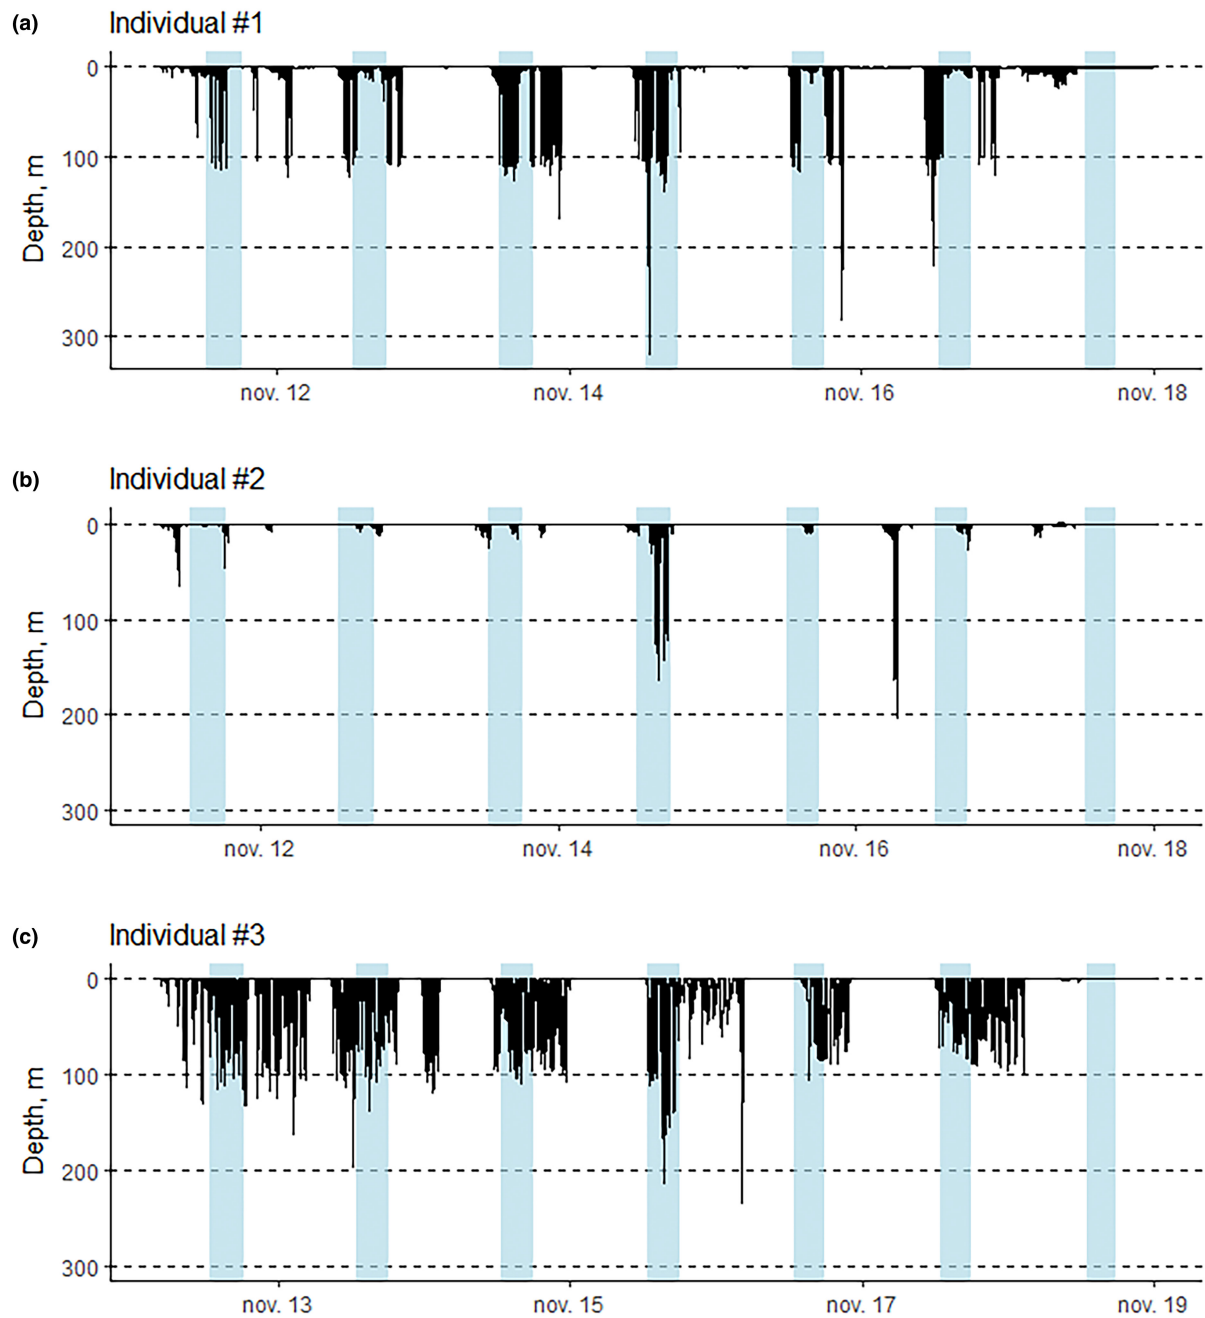 (a) Individual #1
0
100
200
300
Depth, m
nov. 12 nov. 14 nov. 16 nov. 18
(b) Individual #2
0
100
200
300
Depth, m
nov. 12 nov. 14 nov. 16 nov. 18
(c) Individual #3
0
100
200
300
Depth, m
nov. 13 nov. 15 nov. 17 nov. 19